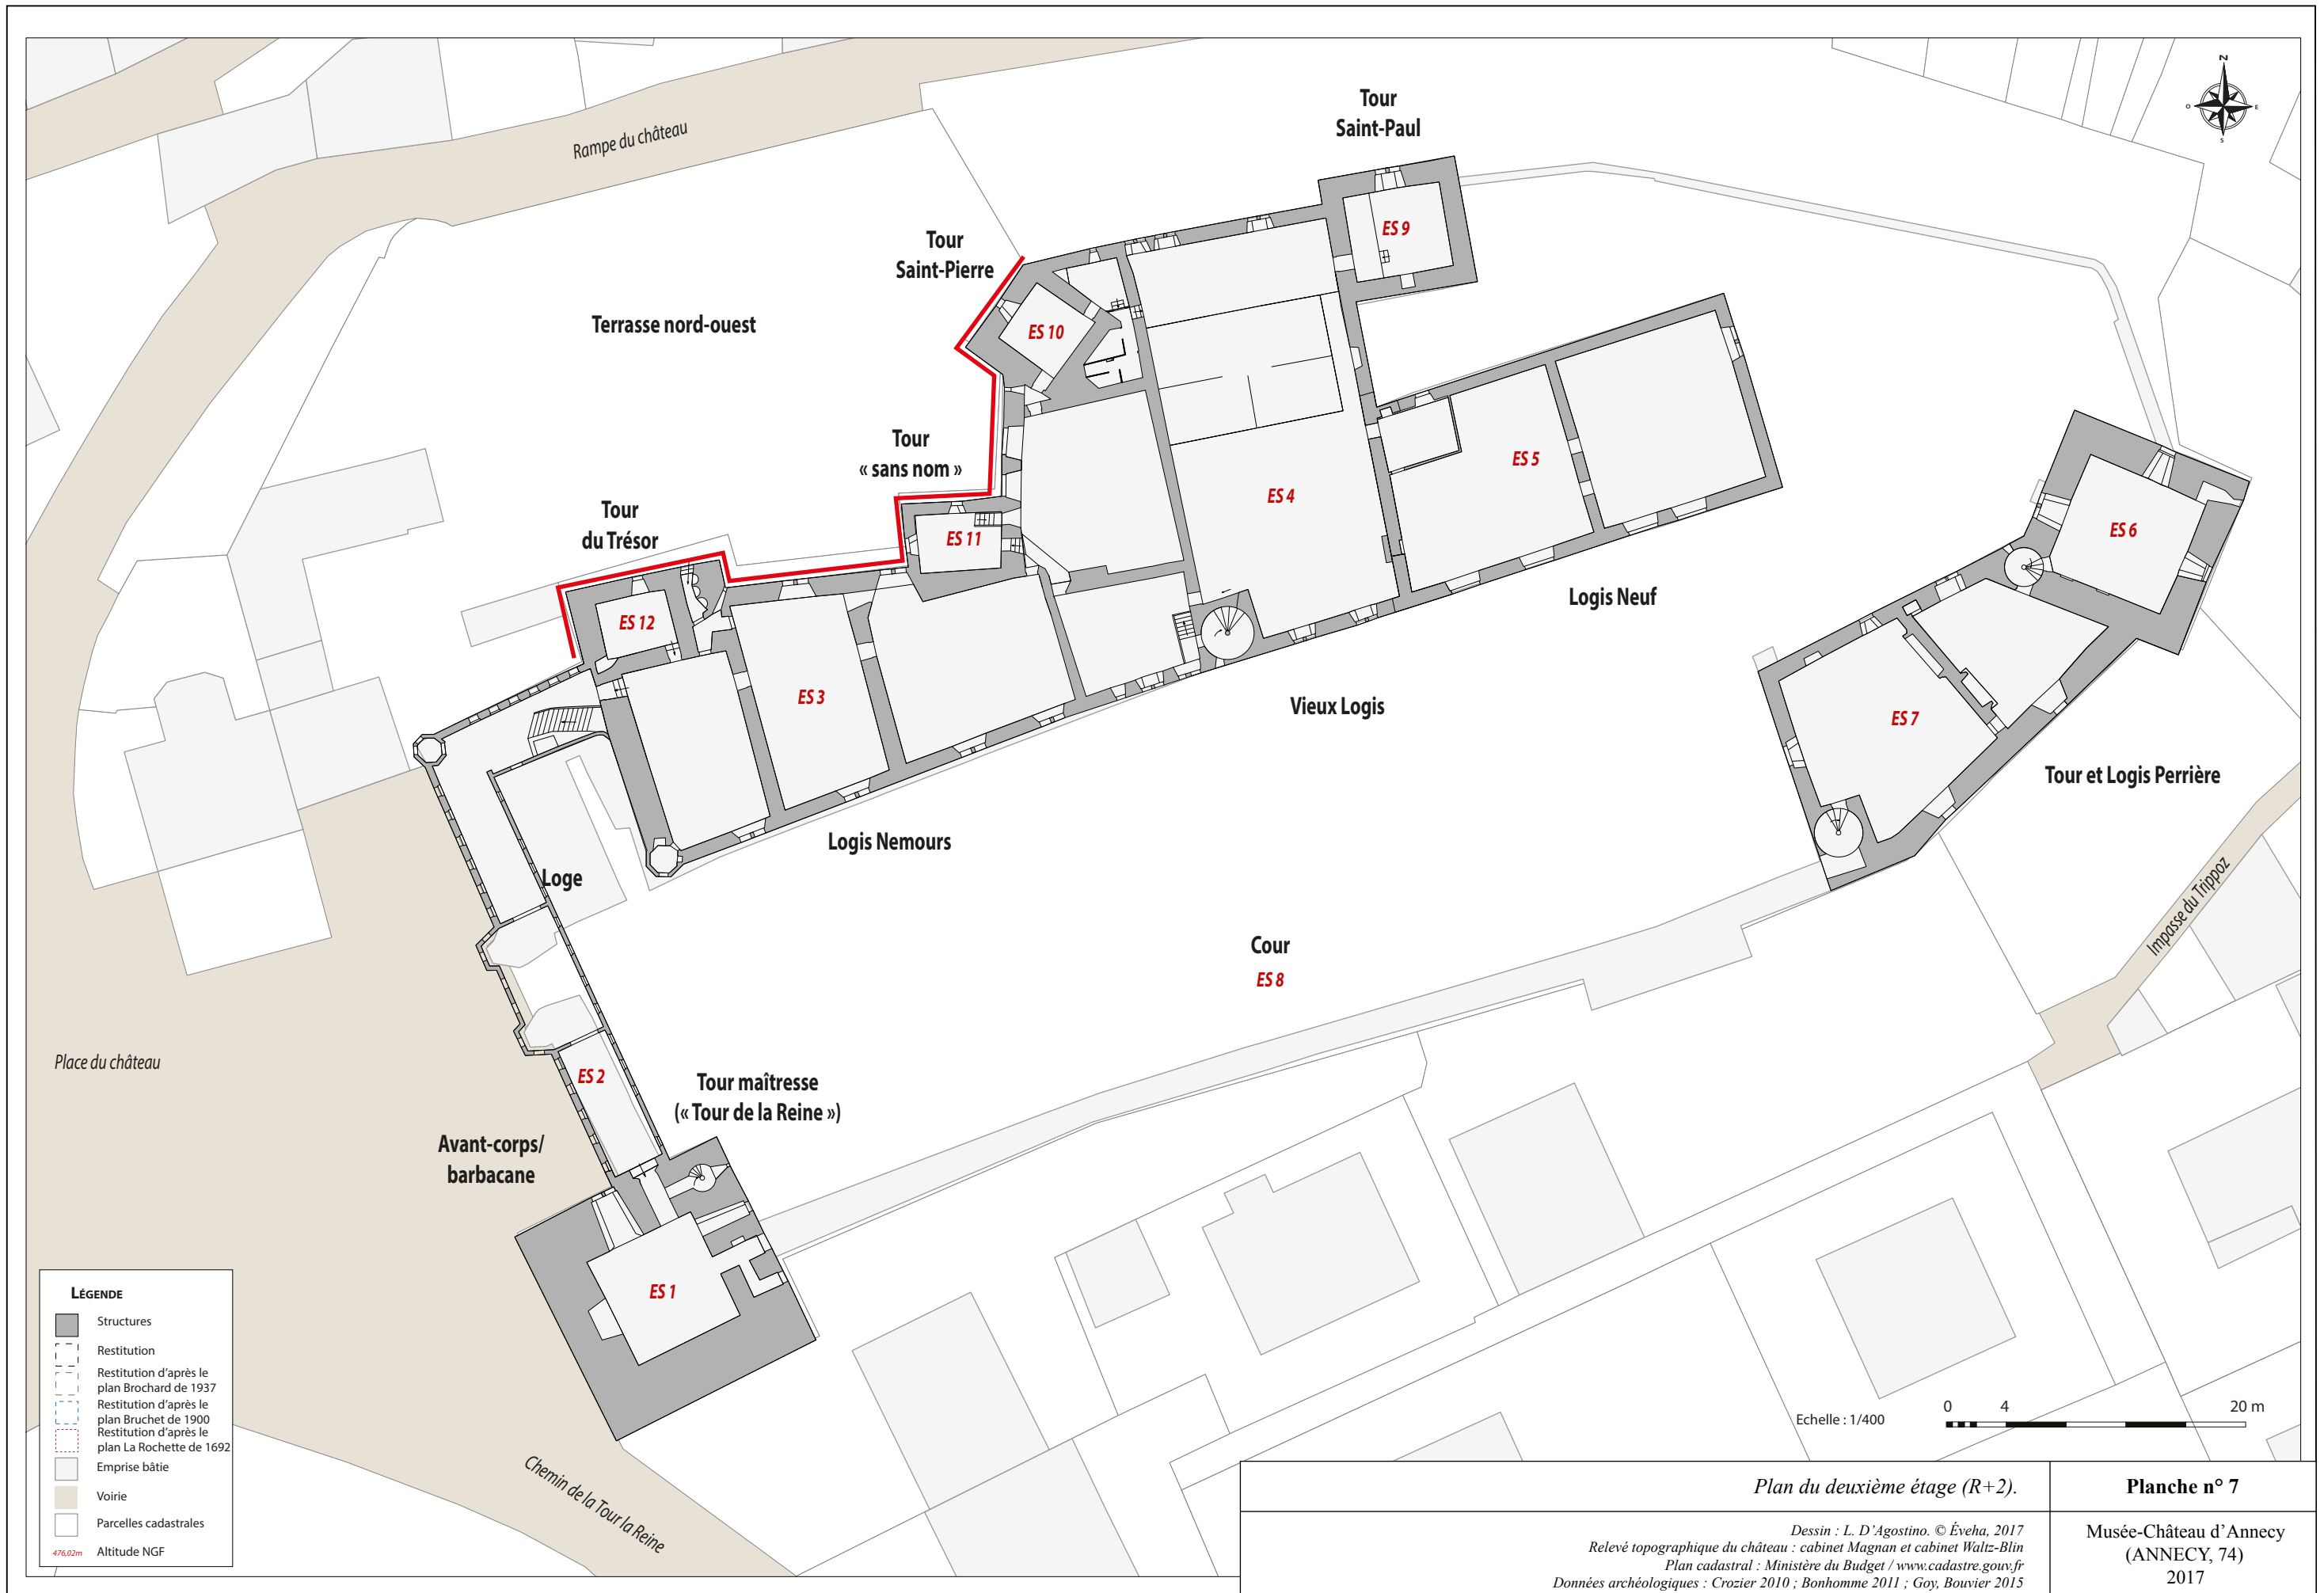 N
O
E
S
Tour
Saint-Paul
Rampe du château
ES 9
Tour
Saint-Pierre
Terrasse nord-ouest
ES 10
Tour
« sans nom »
ES 5
ES 4
Tour
du Trésor
ES 11
ES 6
Logis Neuf
ES 12
ES 3
Vieux Logis
ES 7
Tour et Logis Perrière
Logis Nemours
Loge
Impasse du Trippoz
Cour
ES 8
Place du château
ES 2
Tour maîtresse
(« Tour de la Reine »)
Avant-corps/
barbacane
ES 1
Chemin de la Tour la Reine
LÉGENDE
Structures
Restitution
Restitution d’après le
plan Brochard de 1937
Restitution d’après le
plan Bruchet de 1900
Restitution d’après le
plan La Rochette de 1692
Emprise bâtie
Voirie
Parcelles cadastrales
476,02m Altitude NGF
Echelle : 1/400
0 4 20 m
Plan du deuxième étage (R+2).
Planche n° 7
Dessin : L. D’Agostino. © Éveha, 2017
Relevé topographique du château : cabinet Magnan et cabinet Waltz-Blin
Plan cadastral : Ministère du Budget / www.cadastre.gouv.fr
Données archéologiques : Crozier 2010 ; Bonhomme 2011 ; Goy, Bouvier 2015
Musée-Château d’Annecy
(ANNECY, 74)
2017